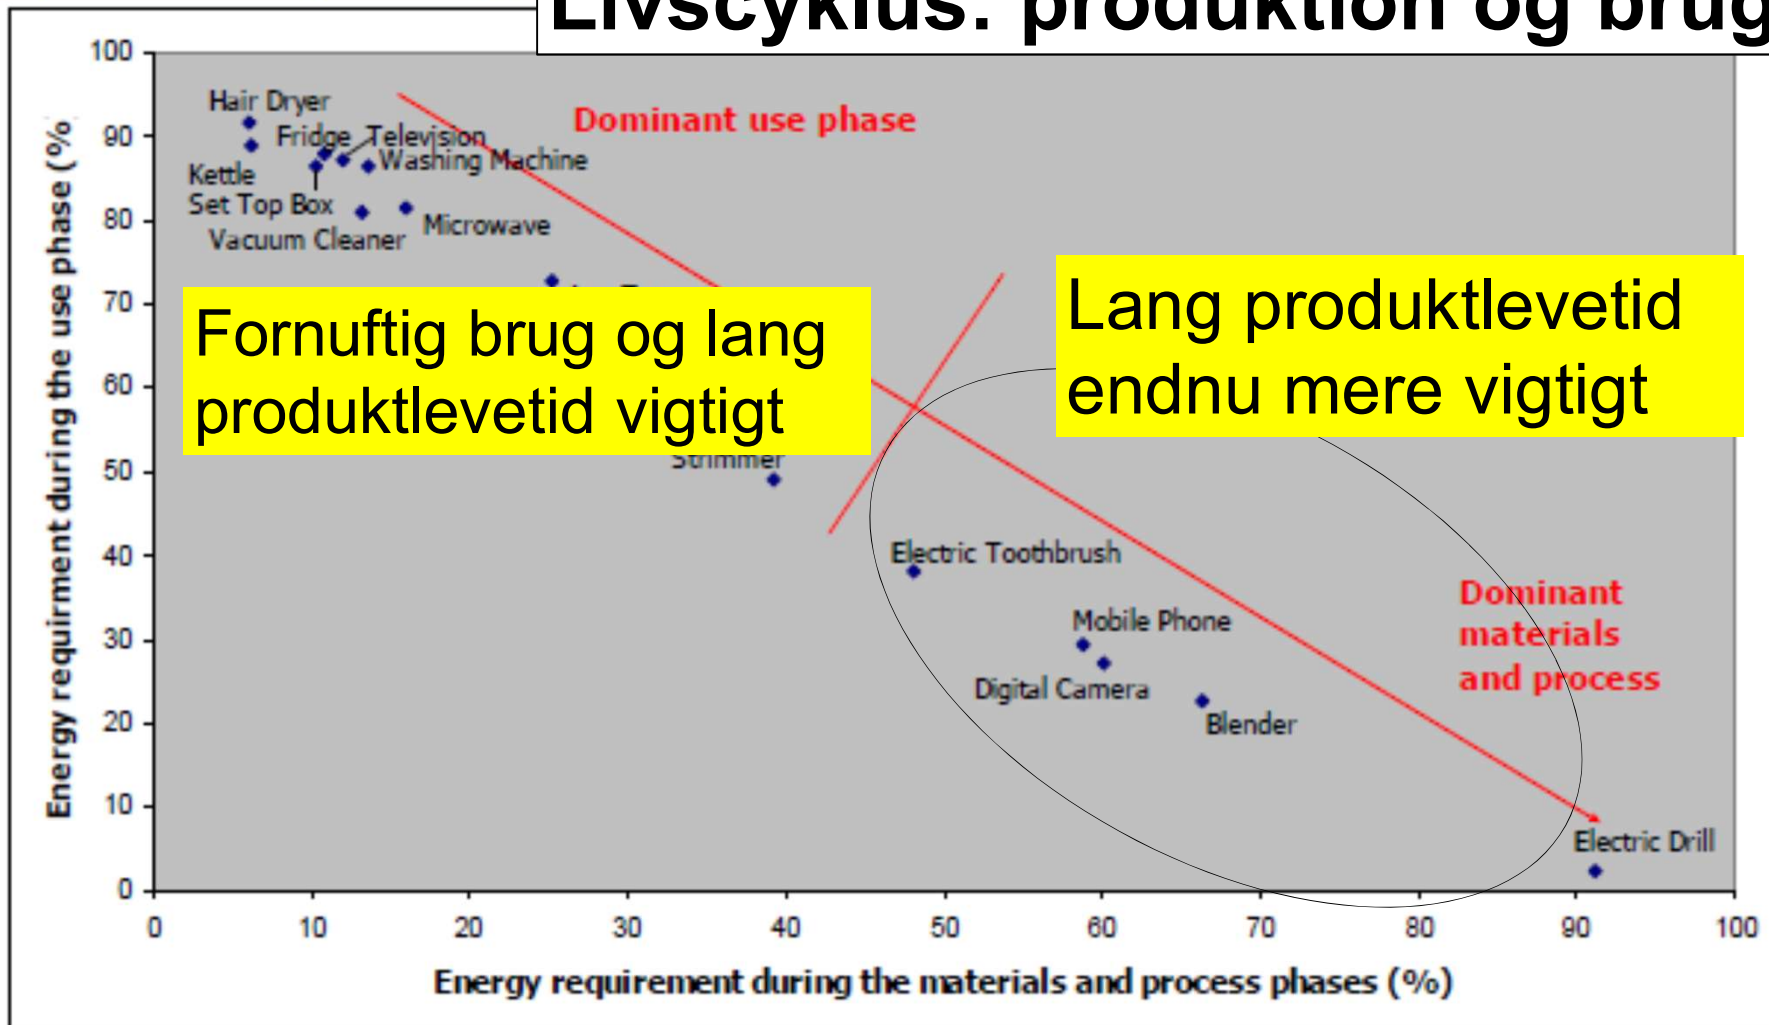 Livscyklus: produktion og brug
100
90
80
70
60
50
40
30
20
10
0
Energy requirment during the use phase (%
Hair Dryer
Dominant use phase
Fridge Television
Washing Machine
Kettle
Set Top Box
Vacuum Cleaner
Microwave
Fornuftig brug og lang
produktlevetid vigtigt
Lang produktlevetid
endnu mere vigtigt
Strimmer
Electric Toothbrush
Mobile Phone
Digital Camera
Blender
Dominant
materials
and process
Electric Drill
0 10 20 30 40 50 60 70 80 90 100
Energy requirement during the materials and process phases (%)